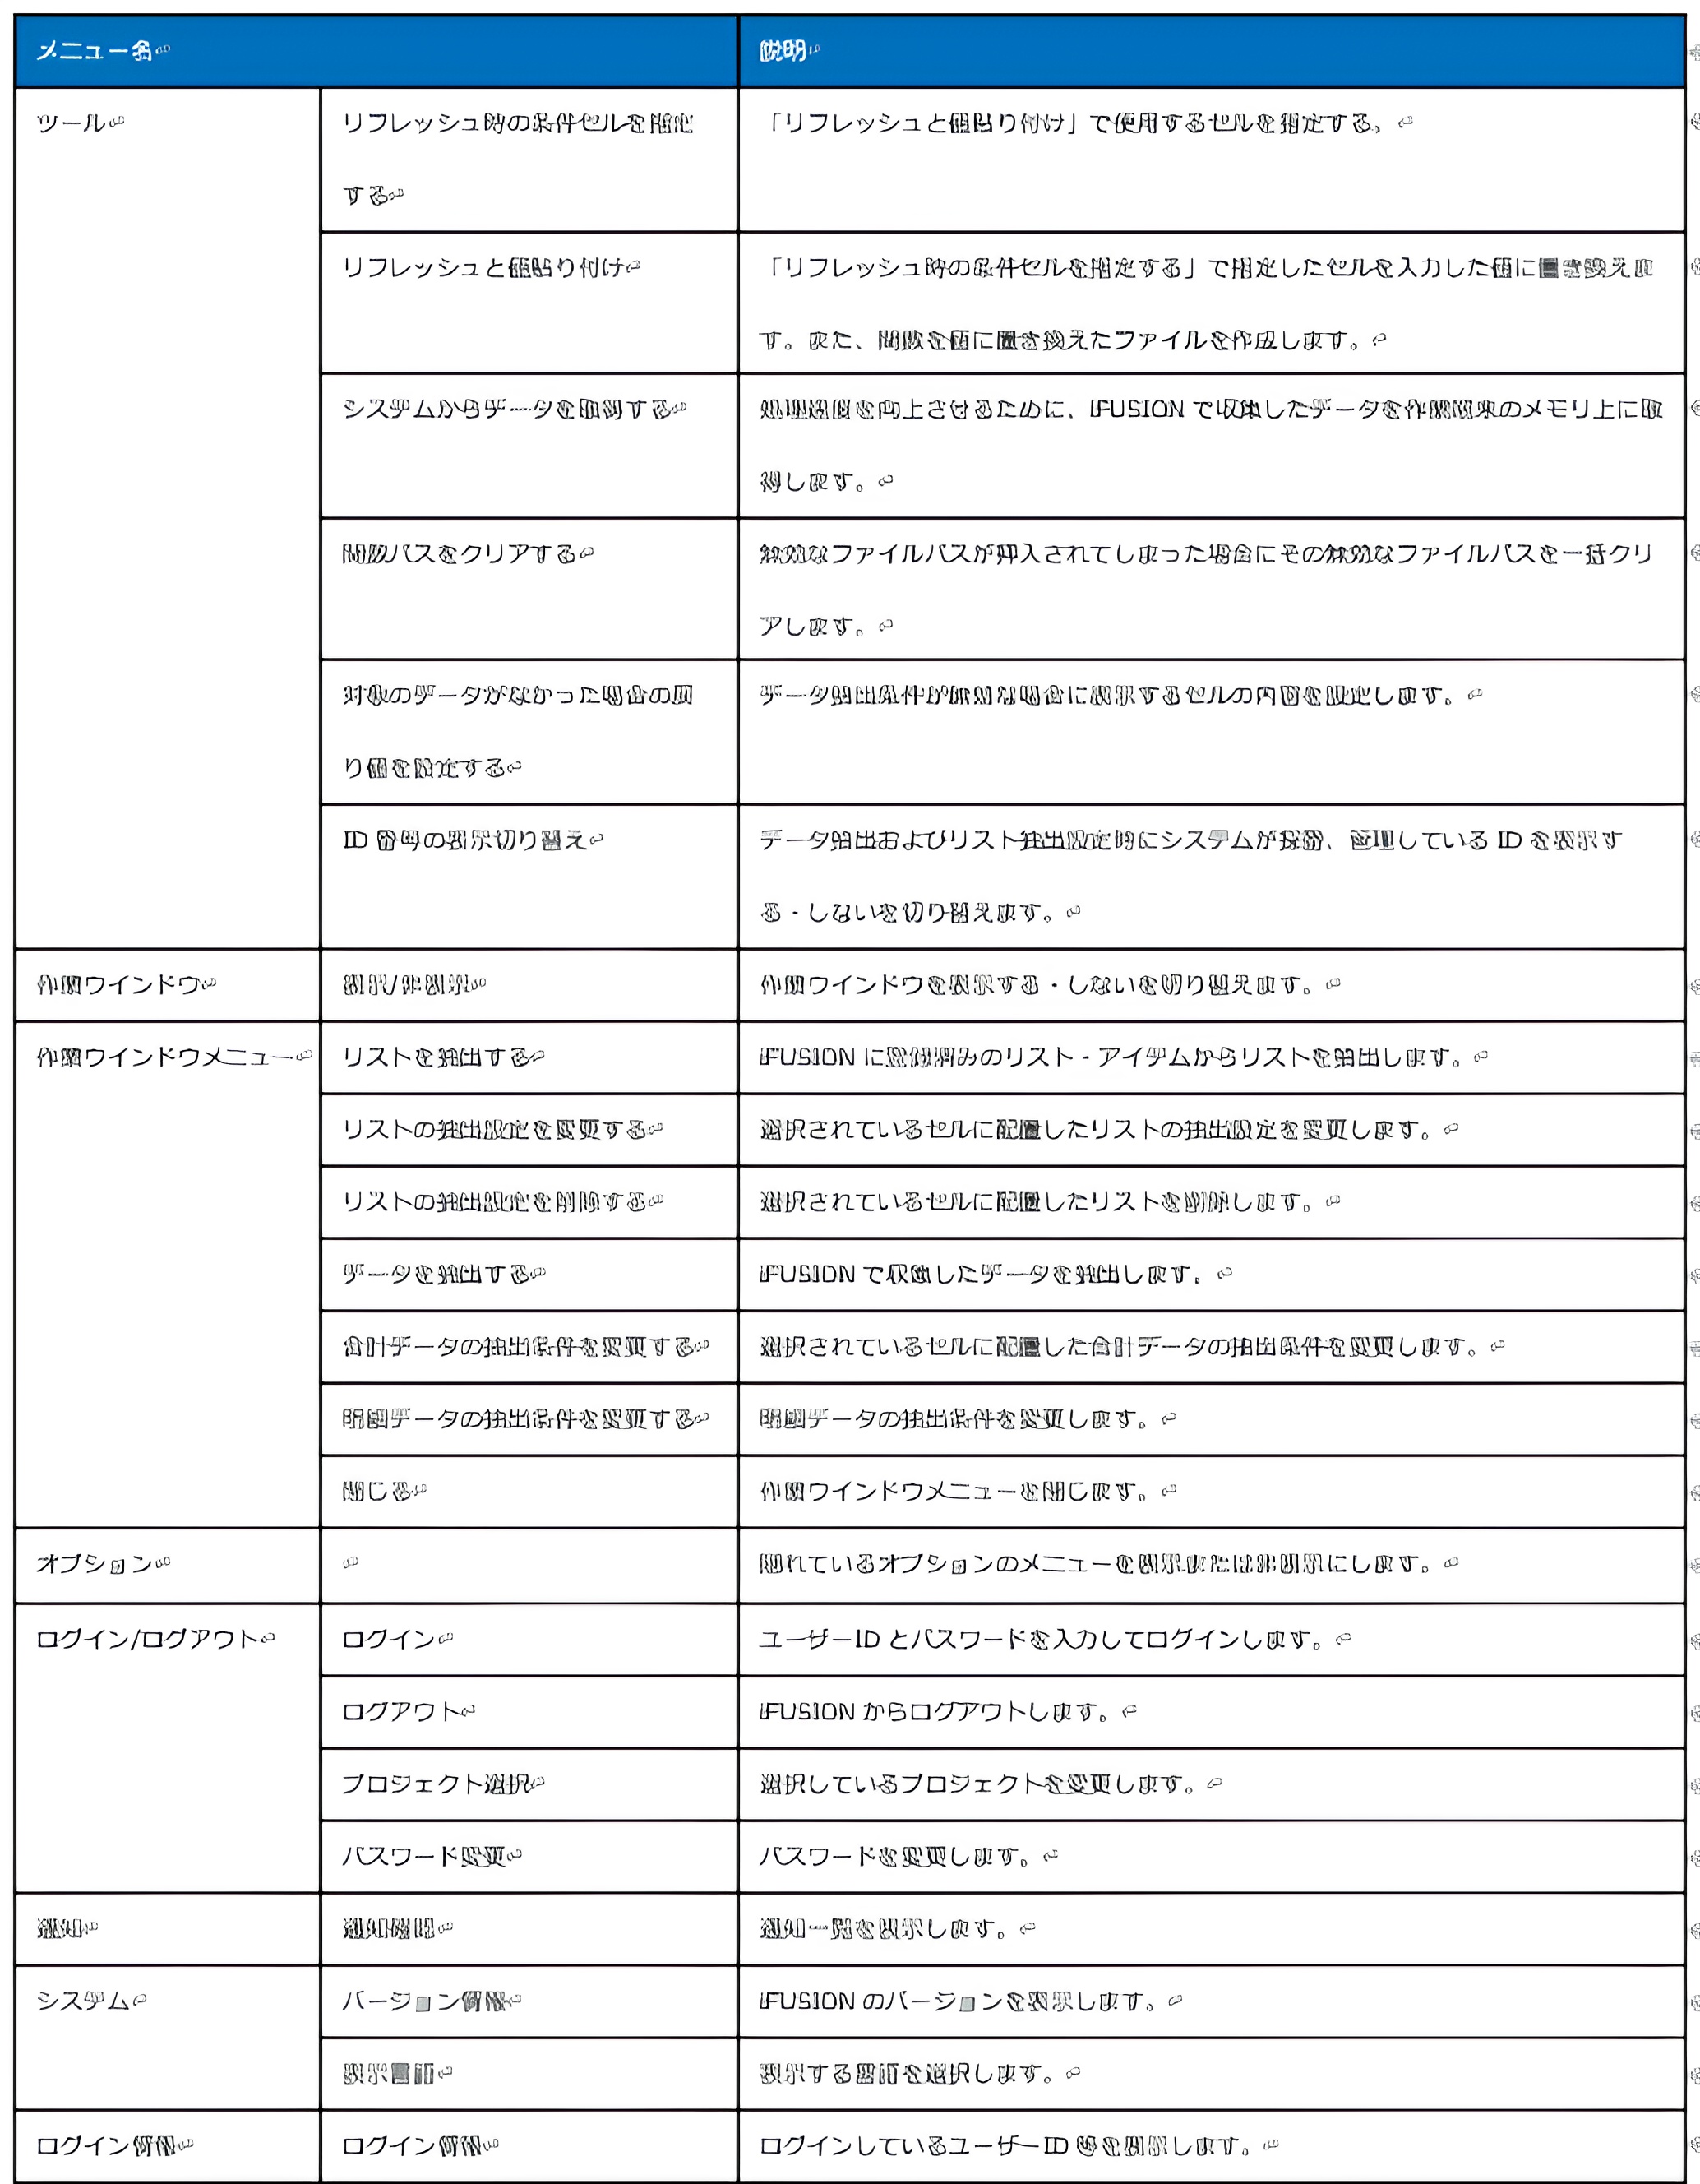 メニュー名
説明
ツール
リフレッシュ時の条件セルを指定
する
「リフレッシュと値貼り付け」で使用するセルを指定する。
リフレッシュと値貼り付け
「リフレッシュ時の条件セルを指定する」で指定したセルを入力した値に置き換えま
す。また、関数を値に置き換えたファイルを作成します。
システムからデータを取得する
処理速度を向上させるために、iFUSION で収集したデータを作業端末のメモリ上に取
得します。
関数パスをクリアする
無効なファイルパスが挿入されてしまった場合にその無効なファイルパスを一括クリ
アします。
対象のデータがなかった場合の戻
り値を設定する
データ抽出条件が無効な場合に表示するセルの内容を設定します。
ID 番号の表示切り替え
データ抽出およびリスト抽出設定時にシステムが採番、管理している ID を表示す
る・しないを切り替えます。
作業ウインドウ
表示/非表示
作業ウインドウを表示する・しないを切り替えます。
作業ウインドウメニュー
リストを抽出する
iFUSION に登録済みのリスト・アイテムからリストを抽出します。
リストの抽出設定を変更する
選択されているセルに配置したリストの抽出設定を変更します。
リストの抽出設定を削除する
選択されているセルに配置したリストを削除します。
データを抽出する
iFUSION で収集したデータを抽出します。
合計データの抽出条件を変更する
選択されているセルに配置した合計データの抽出条件を変更します。
明細データの抽出条件を変更する
明細データの抽出条件を変更します。
閉じる
作業ウインドウメニューを閉じます。
オプション
隠れているオプションのメニューを表示または非表示にします。
ログイン/ログアウト
ログイン
ユーザーID とパスワードを入力してログインします。
ログアウト
iFUSION からログアウトします。
プロジェクト選択
選択しているプロジェクトを変更します。
パスワード変更
パスワードを変更します。
通知
通知確認
通知一覧を表示します。
システム
バージョン情報
iFUSION のバージョンを表示します。
表示言語
表示する言語を選択します。
ログイン情報
ログイン情報
ログインしているユーザーID 等を表示します。